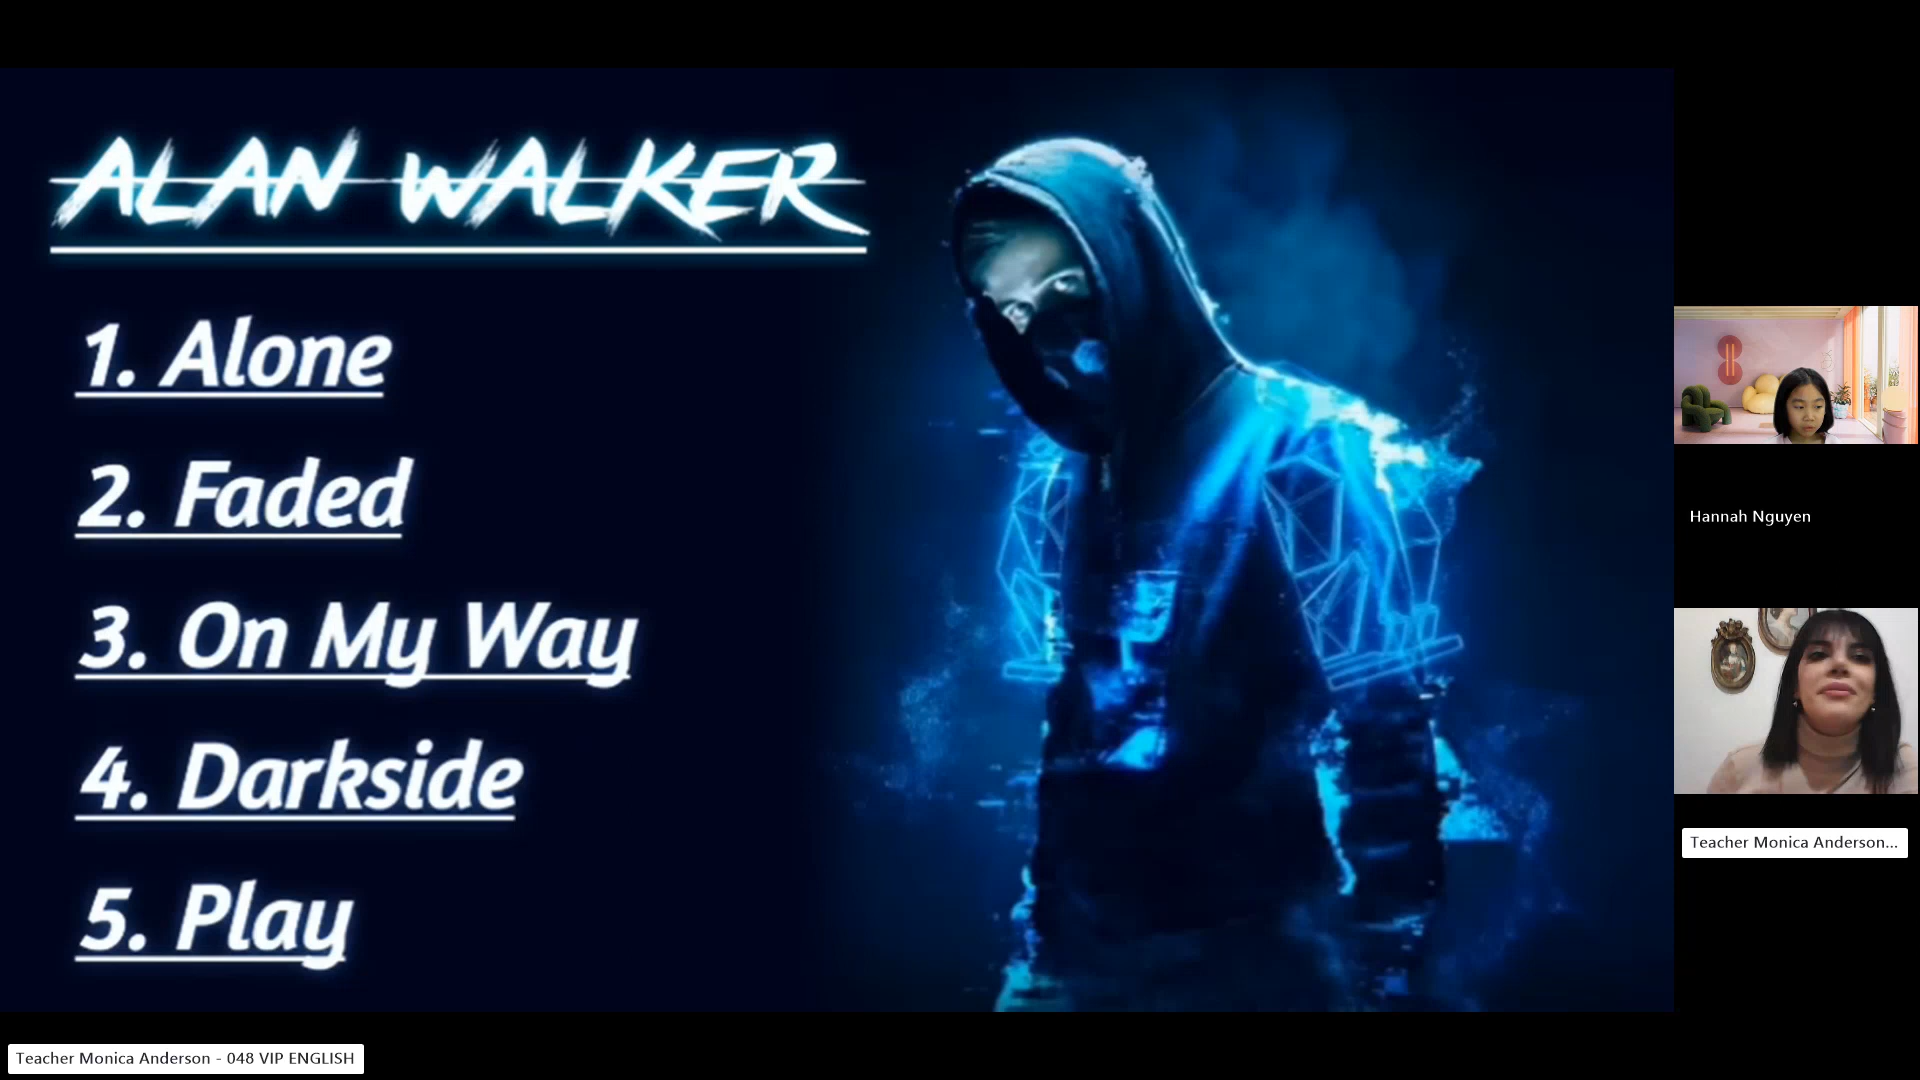 ALAN WALKER
1. Alone
2. Faded
3. On My Way
4. Darkside
5. Play
Hannah Nguyen
Teacher Monica Anderson...
Teacher Monica Anderson - 048 VIP ENGLISH